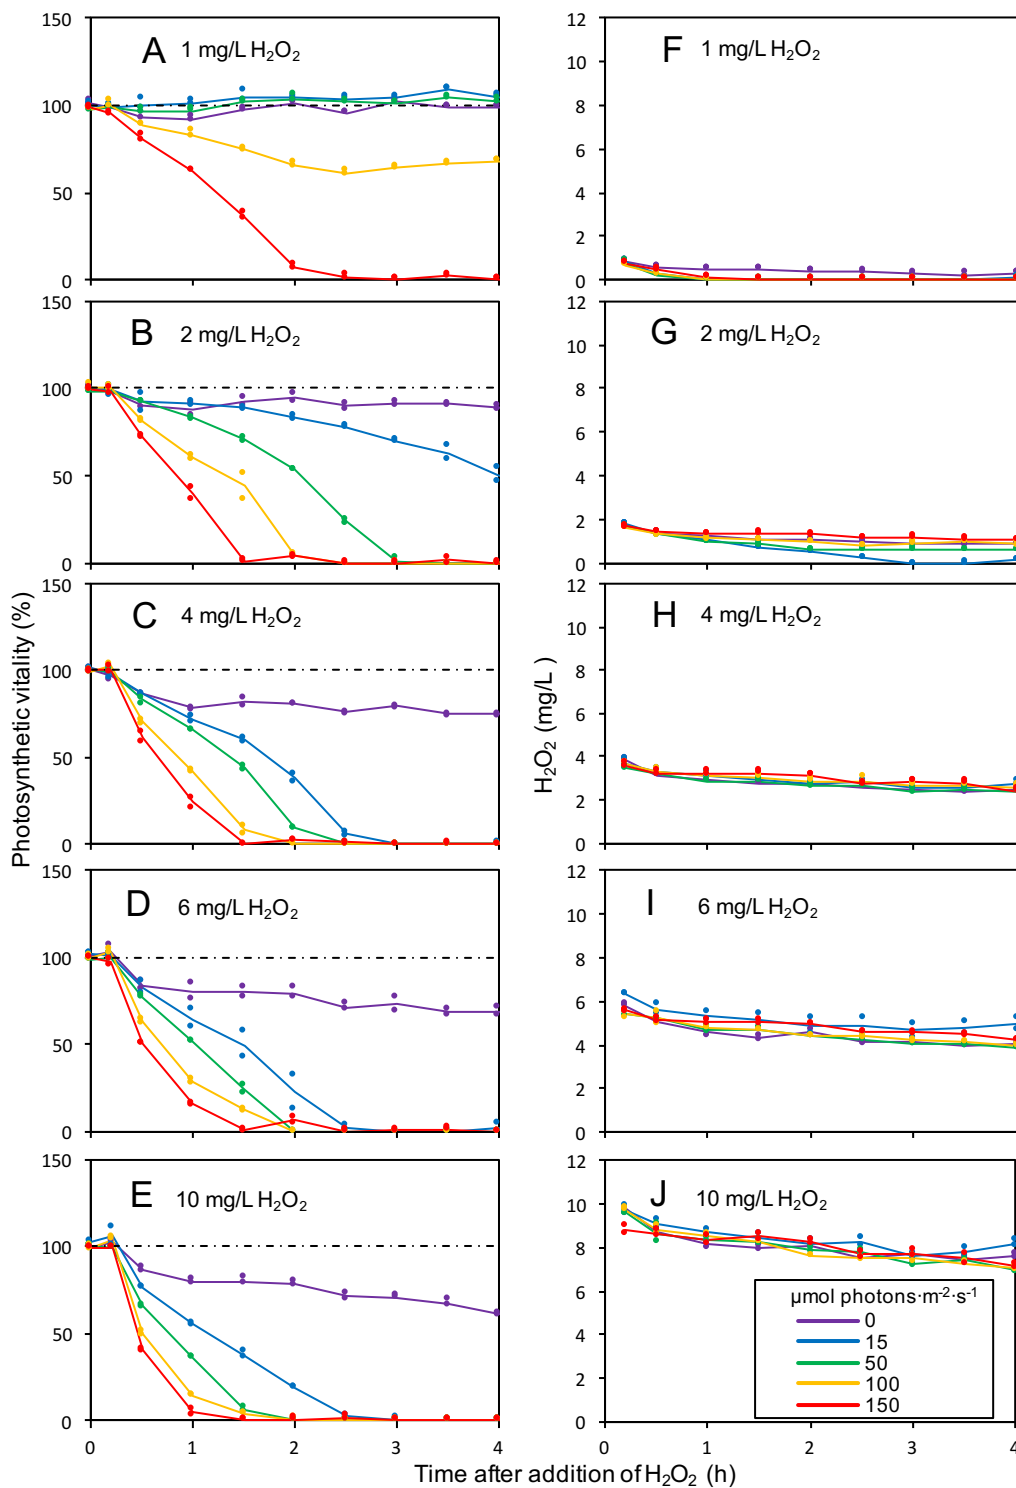 150
A
1 mg/L H₂O₂
100
50
0
150
B
2 mg/L H₂O₂
100
50
0
150
C
4 mg/L H₂O₂
100
50
0
150
D
6 mg/L H₂O₂
100
50
0
150
E
10 mg/L H₂O₂
100
50
0
0 1 2 3 4
Photosynthetic vitality (%)
12
F
1 mg/L H₂O₂
10
8
6
4
2
0
12
G
2 mg/L H₂O₂
10
8
6
4
2
0
12
H
4 mg/L H₂O₂
10
8
6
4
2
0
12
I
6 mg/L H₂O₂
10
8
6
4
2
0
12
J
10 mg/L H₂O₂
10
8
6
4
2
0
µmol photons·m⁻²·s⁻¹
0
15
50
100
150
0 1 2 3 4
H₂O₂ (mg/L )
Time after addition of H₂O₂ (h)